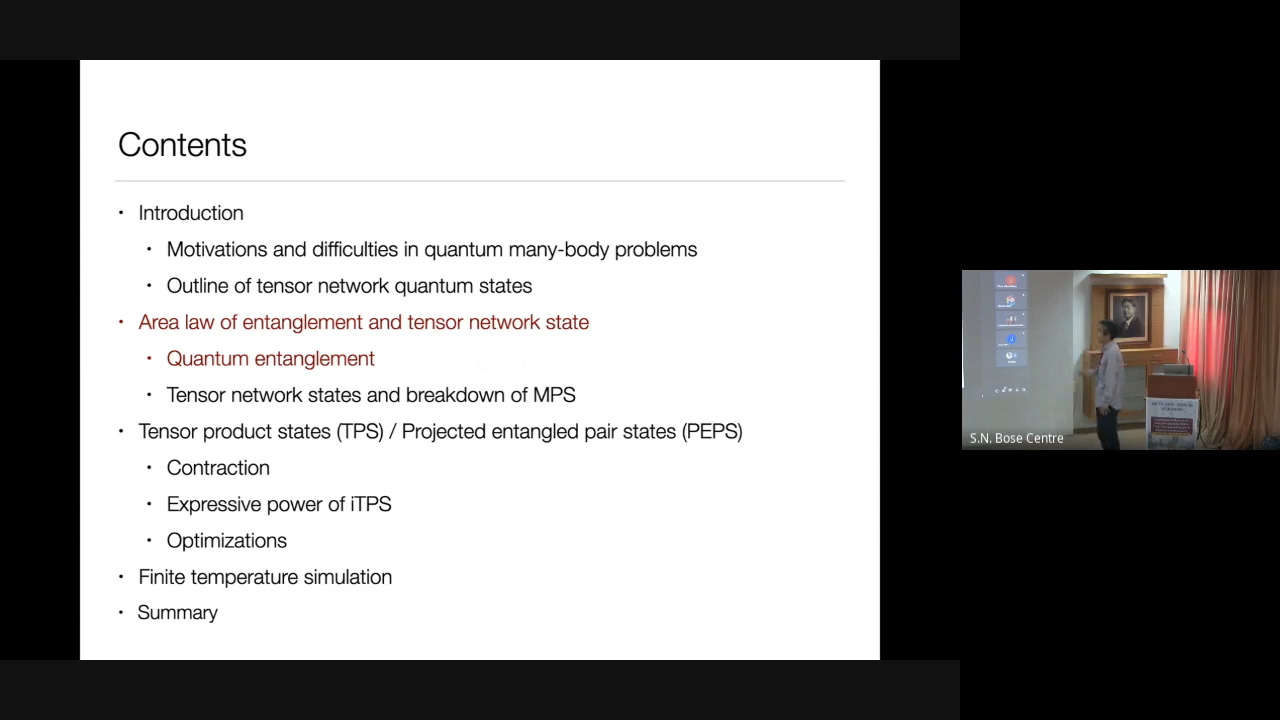 Contents
• Introduction
• Motivations and difficulties in quantum many-body problems
• Outline of tensor network quantum states
• Area law of entanglement and tensor network state
• Quantum entanglement
• Tensor network states and breakdown of MPS
• Tensor product states (TPS) / Projected entangled pair states (PEPS)
• Contraction
• Expressive power of iTPS
• Optimizations
• Finite temperature simulation
• Summary
S.N. Bose Centre